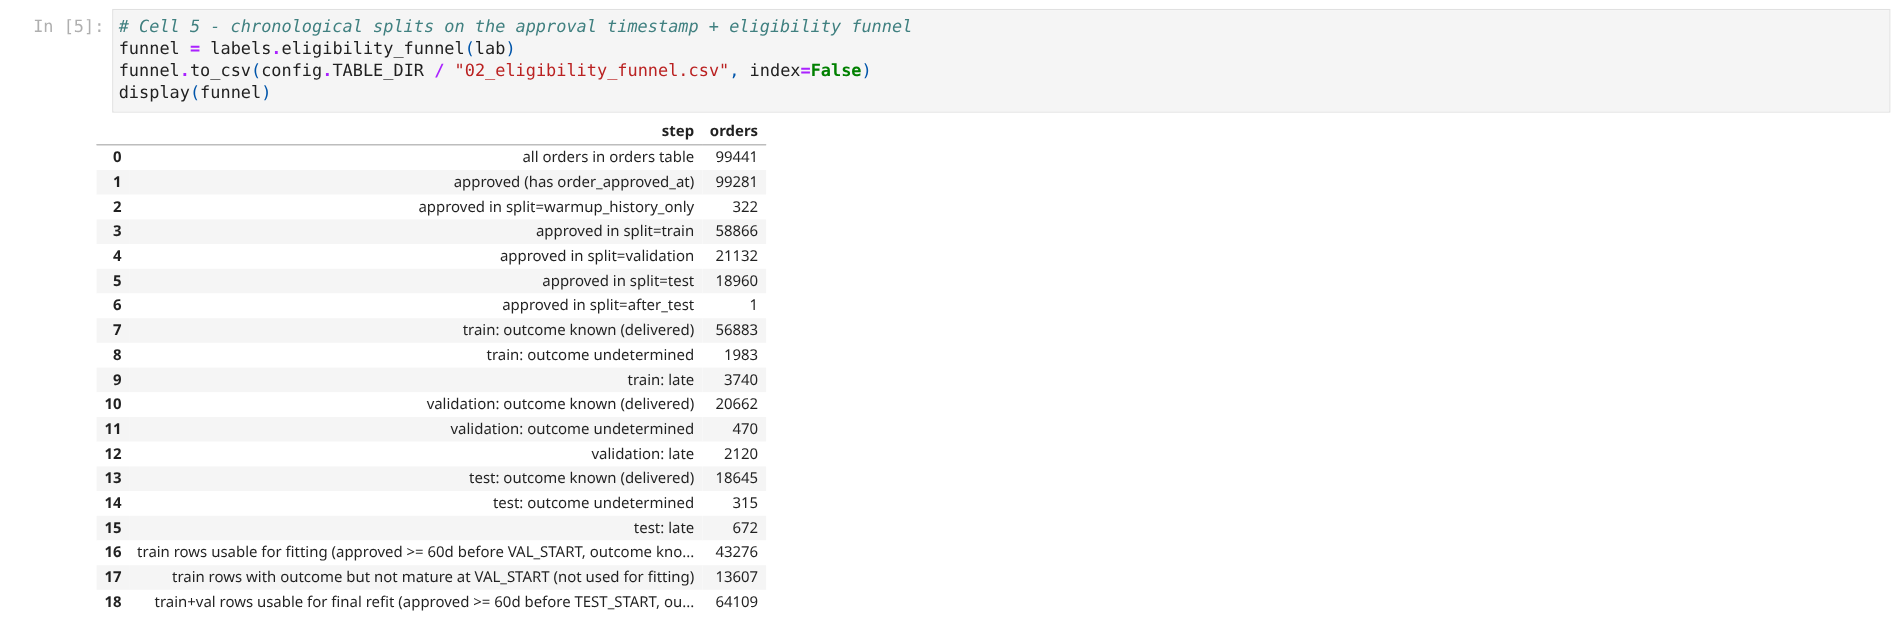 In [5]:
# Cell 5 - chronological splits on the approval timestamp + eligibility funnel
funnel = labels.eligibility_funnel(lab)
funnel.to_csv(config.TABLE_DIR / "02_eligibility_funnel.csv", index=False)
display(funnel)
step orders
0 all orders in orders table 99441
1 approved (has order_approved_at) 99281
2 approved in split=warmup_history_only 322
3 approved in split=train 58866
4 approved in split=validation 21132
5 approved in split=test 18960
6 approved in split=after_test 1
7 train: outcome known (delivered) 56883
8 train: outcome undetermined 1983
9 train: late 3740
10 validation: outcome known (delivered) 20662
11 validation: outcome undetermined 470
12 validation: late 2120
13 test: outcome known (delivered) 18645
14 test: outcome undetermined 315
15 test: late 672
16 train rows usable for fitting (approved >= 60d before VAL_START, outcome kno... 43276
17 train rows with outcome but not mature at VAL_START (not used for fitting) 13607
18 train+val rows usable for final refit (approved >= 60d before TEST_START, ou... 64109